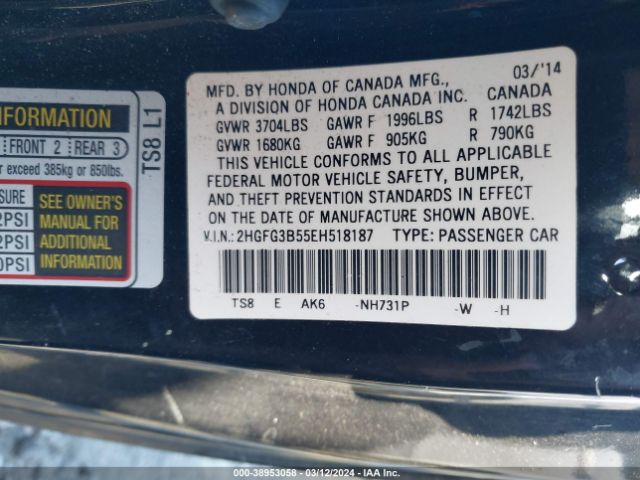 INFORMATION
FRONT 2 REAR 3
exceed 385kg or 850lbs.
SURE
2PSI
2PSI
0PSI
SEE OWNER'S
MANUAL FOR
ADDITIONAL
INFORMATION
TS8 L1
MFD. BY HONDA OF CANADA MFG., 03/'14
A DIVISION OF HONDA CANADA INC. CANADA
GVWR 3704LBS GAWR F 1996LBS R 1742LBS
GVWR 1680KG GAWR F 905KG R 790KG
THIS VEHICLE CONFORMS TO ALL APPLICABLE
FEDERAL MOTOR VEHICLE SAFETY, BUMPER,
AND THEFT PREVENTION STANDARDS IN EFFECT
ON THE DATE OF MANUFACTURE SHOWN ABOVE.
V.I.N.: 2HGFG3B55EH518187 TYPE: PASSENGER CAR
TS8 E AK6 -NH731P -W -H
000-38953058 - 03/12/2024 - IAA Inc.